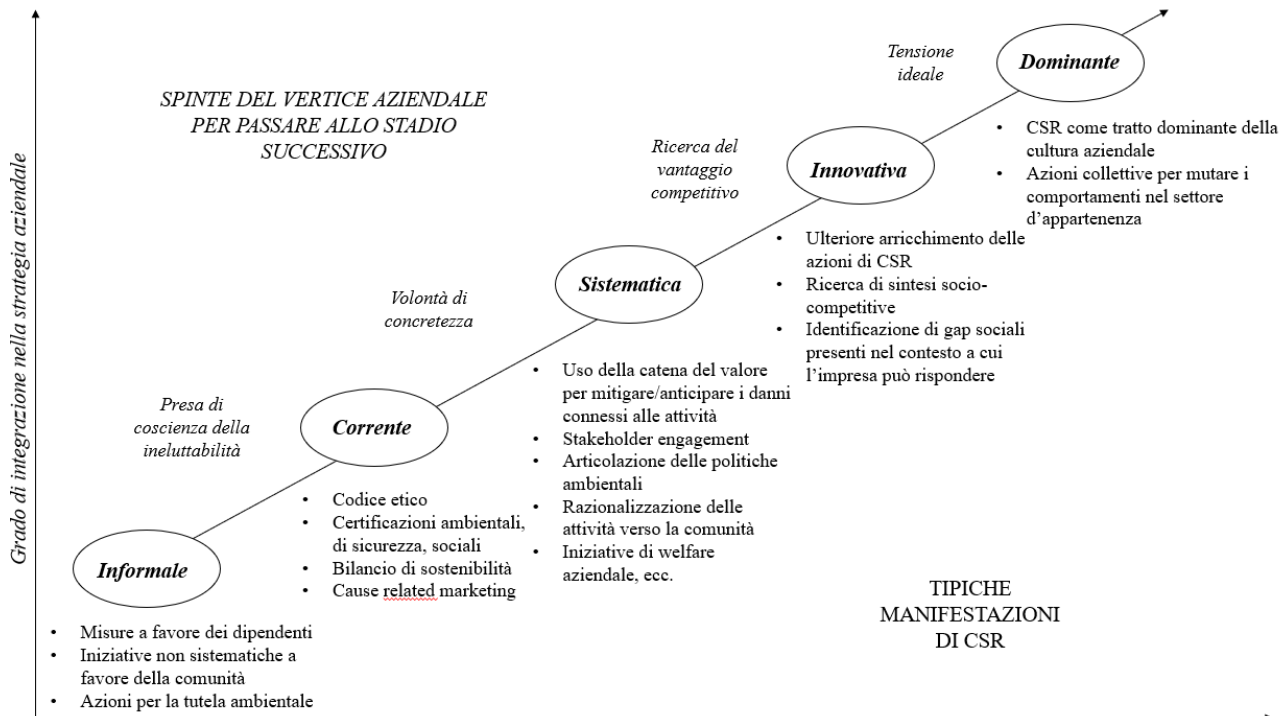 Grado di integrazione nella strategia aziendale
SPINTE DEL VERTICE AZIENDALE
PER PASSARE ALLO STADIO
SUCCESSIVO
Informale
• Misure a favore dei dipendenti
• Iniziative non sistematiche a
favore della comunità
• Azioni per la tutela ambientale
Presa di
coscienza della
ineluttabilità
Corrente
• Codice etico
• Certificazioni ambientali,
di sicurezza, sociali
• Bilancio di sostenibilità
• Cause related marketing
Volontà di
concretezza
Sistematica
• Uso della catena del valore
per mitigare/anticipare i danni
connessi alle attività
• Stakeholder engagement
• Articolazione delle politiche
ambientali
• Razionalizzazione delle
attività verso la comunità
• Iniziative di welfare
aziendale, ecc.
Ricerca del
vantaggio
competitivo
Innovativa
• Ulteriore arricchimento delle
azioni di CSR
• Ricerca di sintesi socio-
competitive
• Identificazione di gap sociali
presenti nel contesto a cui
l’impresa può rispondere
Tensione
ideale
Dominante
• CSR come tratto dominante della
cultura aziendale
• Azioni collettive per mutare i
comportamenti nel settore
d’appartenenza
TIPICHE
MANIFESTAZIONI
DI CSR